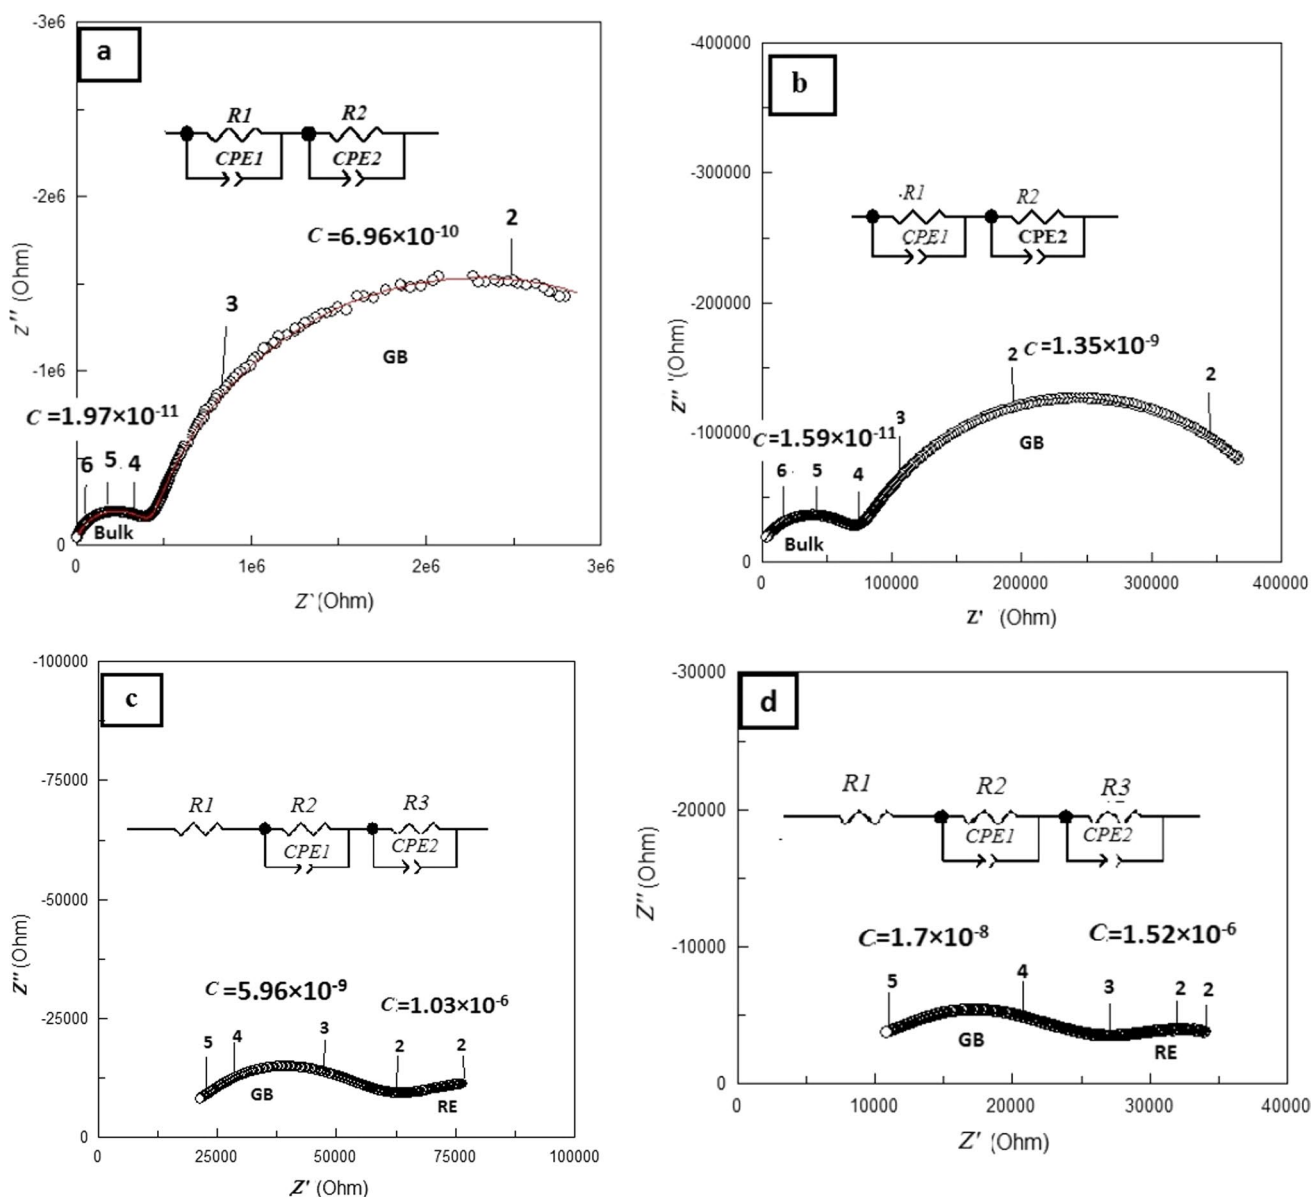 a
-3e6
-2e6
-1e6
0
Z'' (Ohm)
R1
R2
CPE1
CPE2
C =6.96×10-10
2
3
GB
C =1.97×10-11
6
5
4
Bulk
0
1e6
2e6
3e6
Z` (Ohm)
b
-400000
-300000
-200000
-100000
0
Z'' '(Ohm)
R1
R2
CPE1
CPE2
2
C =1.35×10-9
2
GB
C =1.59×10-11
3
6
5
4
Bulk
0
100000
200000
300000
400000
Z' (Ohm)
c
-100000
-75000
-50000
-25000
0
Z'' (Ohm)
R1
R2
R3
CPE1
CPE2
C =5.96×10-9
C =1.03×10-6
5
4
3
2
2
GB
RE
0
25000
50000
75000
100000
Z' (Ohm)
d
-30000
-20000
-10000
0
Z'' (Ohm)
R1
R2
R3
CPE1
CPE2
C=1.7×10-8
C=1.52×10-6
5
4
3
2
2
GB
RE
0
10000
20000
30000
40000
Z' (Ohm)